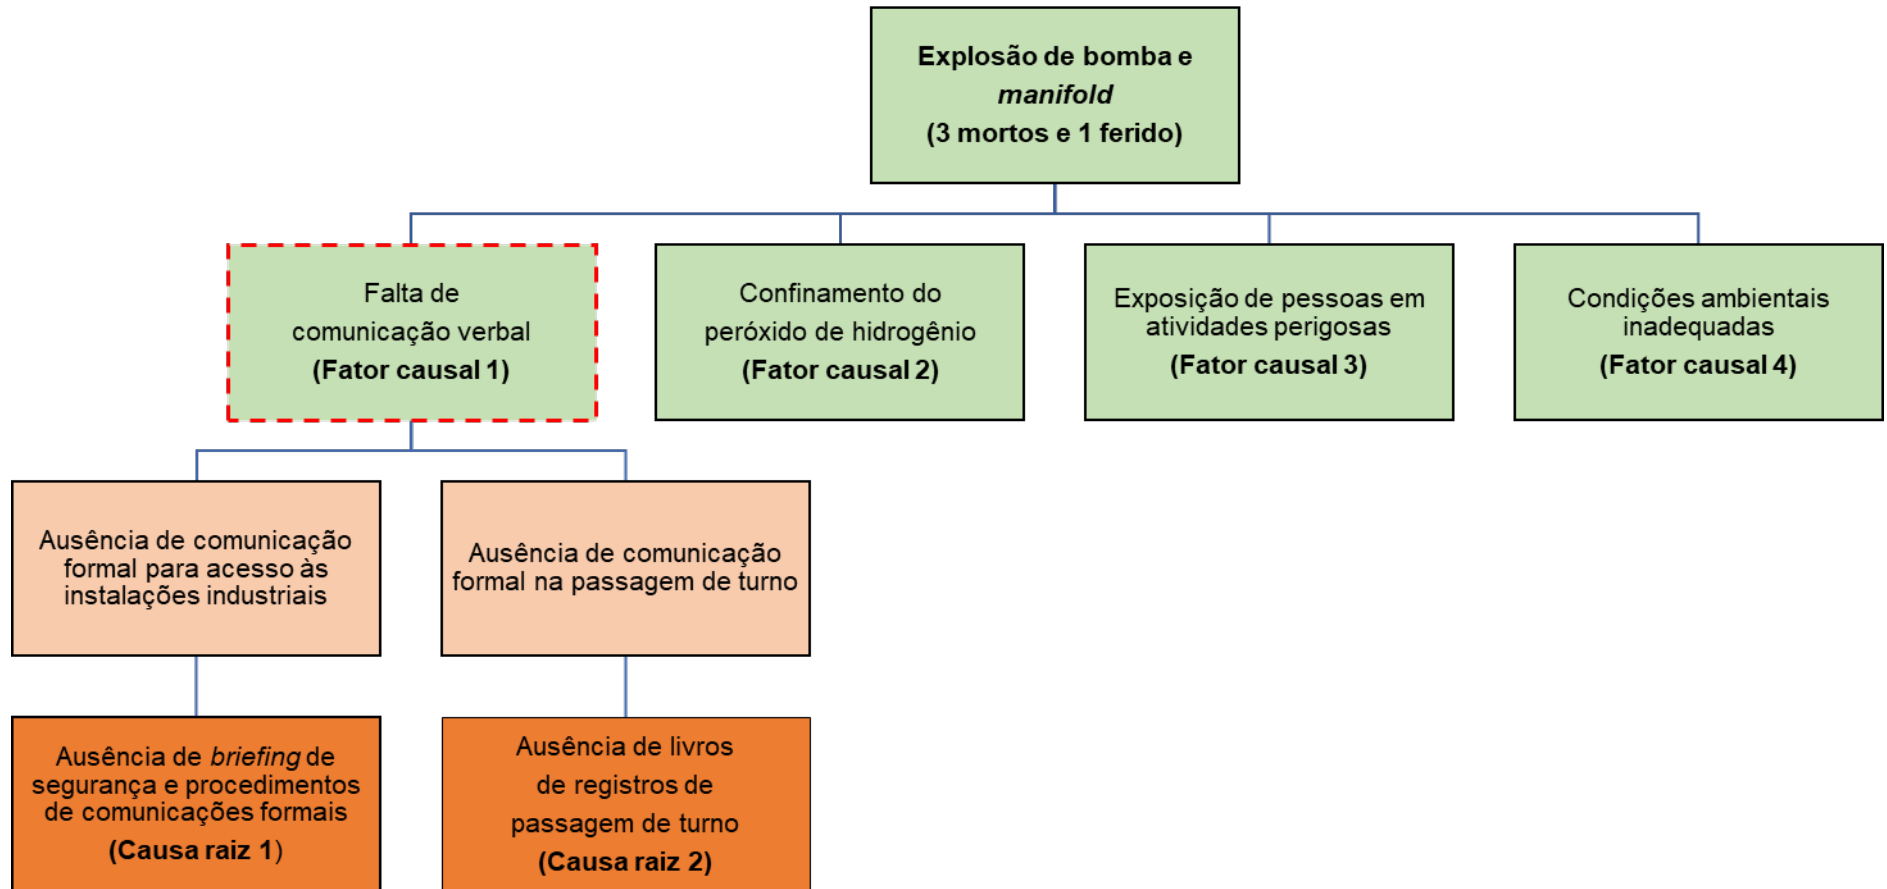 Explosão de bomba e
manifold
(3 mortos e 1 ferido)
Falta de
comunicação verbal
(Fator causal 1)
Confinamento do
peróxido de hidrogênio
(Fator causal 2)
Exposição de pessoas em
atividades perigosas
(Fator causal 3)
Condições ambientais
inadequadas
(Fator causal 4)
Ausência de comunicação
formal para acesso às
instalações industriais
Ausência de comunicação
formal na passagem de turno
Ausência de briefing de
segurança e procedimentos
de comunicações formais
(Causa raiz 1)
Ausência de livros
de registros de
passagem de turno
(Causa raiz 2)